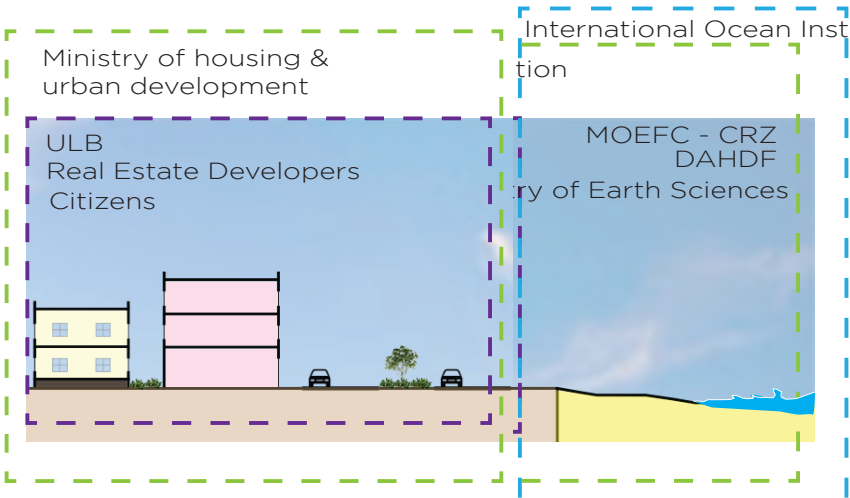 Ministry of housing &
urban development
ULB
Real Estate Developers
Citizens
International Ocean Inst
tion
MOEFC - CRZ
DAHDF
try of Earth Sciences